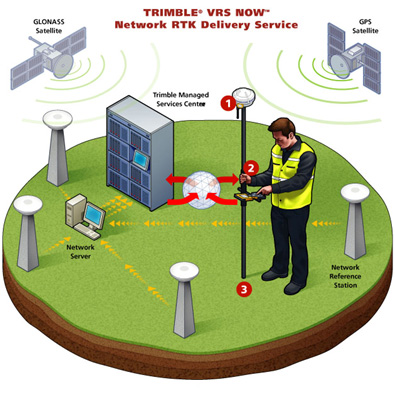 TRIMBLE® VRS NOW™
Network RTK Delivery Service
GLONASS
Satellite
GPS
Satellite
Trimble Managed
Services Center
1
2
Network
Server
Network
Reference
Station
3